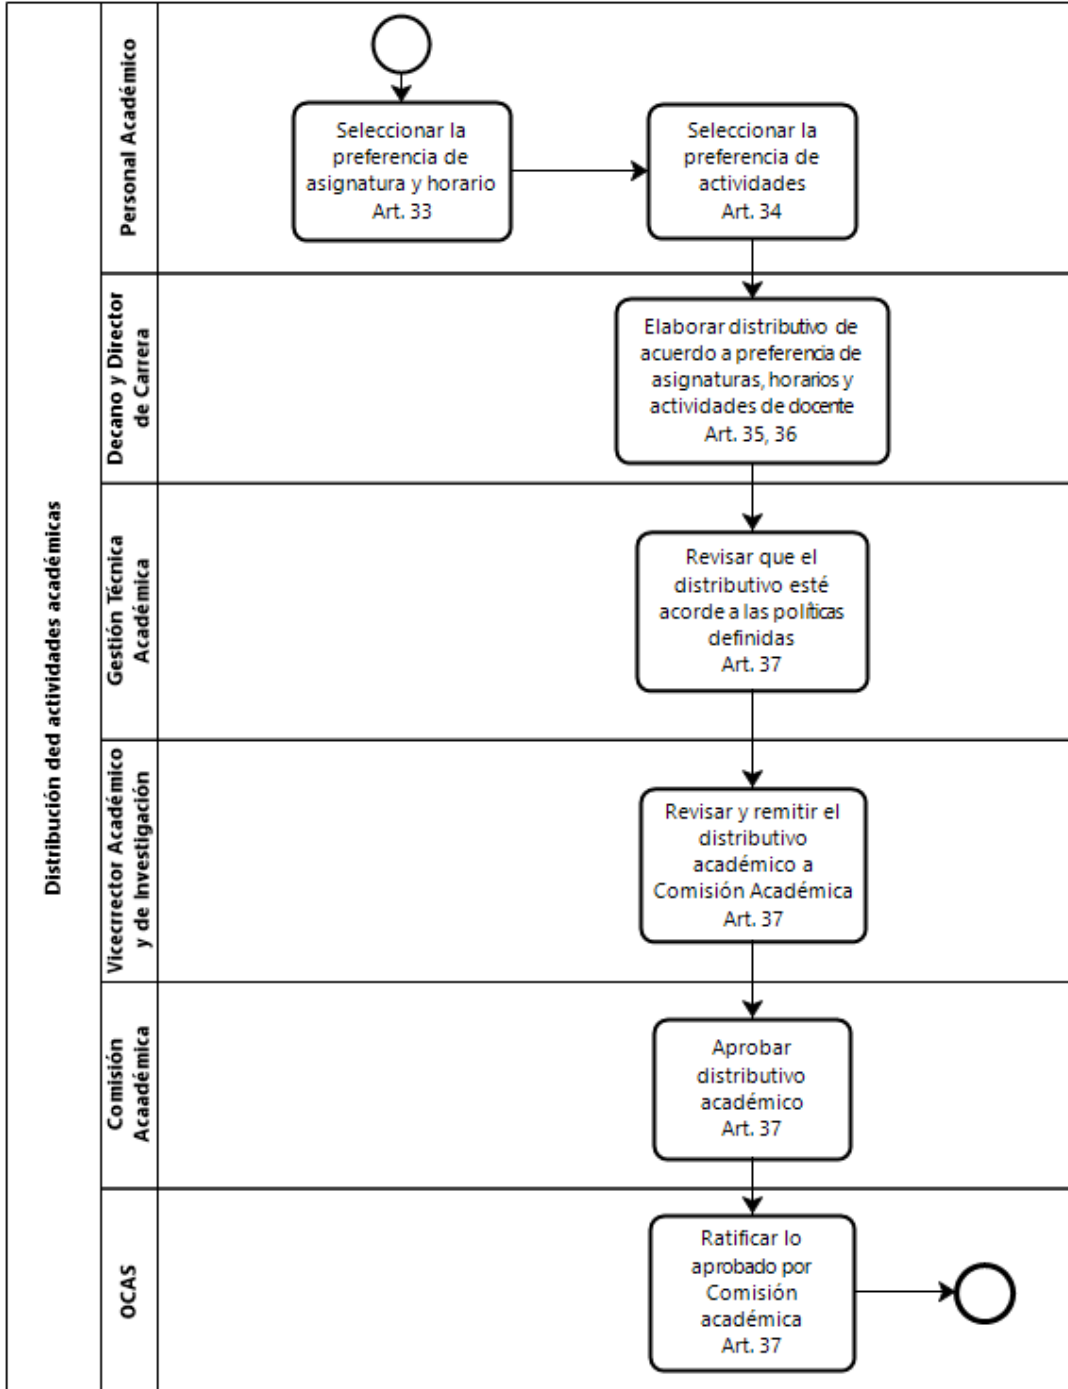 Distribución ded actividades académicas
Personal Académico
Seleccionar la
preferencia de
asignatura y horario
Art. 33
Seleccionar la
preferencia de
actividades
Art. 34
Decano y Director
de Carrera
Elaborar distributivo de
acuerdo a preferencia de
asignaturas, horarios y
actividades de docente
Art. 35, 36
Gestión Técnica
Académica
Revisar que el
distributivo esté
acorde a las políticas
definidas
Art. 37
Vicecrrector Académico
y de Investigación
Revisar y remitir el
distributivo
académico a
Comisión Académica
Art. 37
Comisión
Acaadémica
Aprobar
distributivo
académico
Art. 37
OCAS
Ratificar lo
aprobado por
Comisión
académica
Art. 37